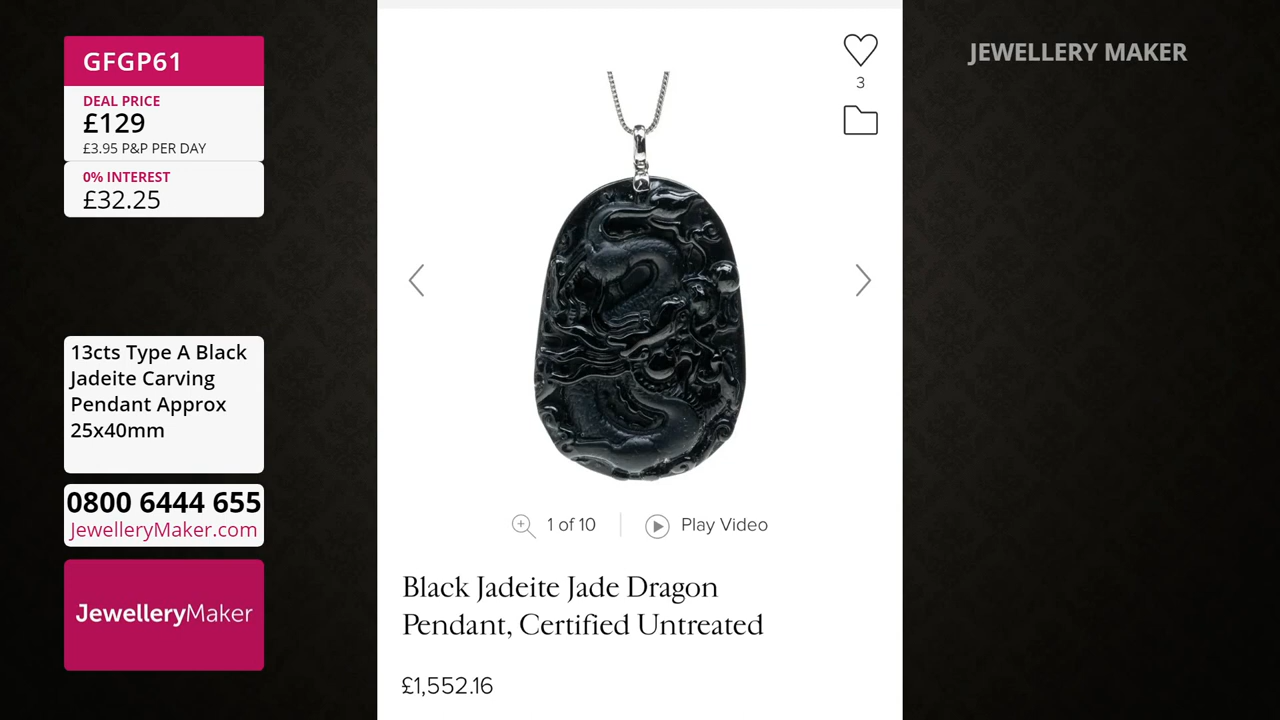 GFGP61
DEAL PRICE
£129
£3.95 P&P PER DAY
0% INTEREST
£32.25
13cts Type A Black
Jadeite Carving
Pendant Approx
25x40mm
0800 6444 655
JewelleryMaker.com
JewelleryMaker
3
1 of 10
Play Video
Black Jadeite Jade Dragon
Pendant, Certified Untreated
£1,552.16
JEWELLERY MAKER